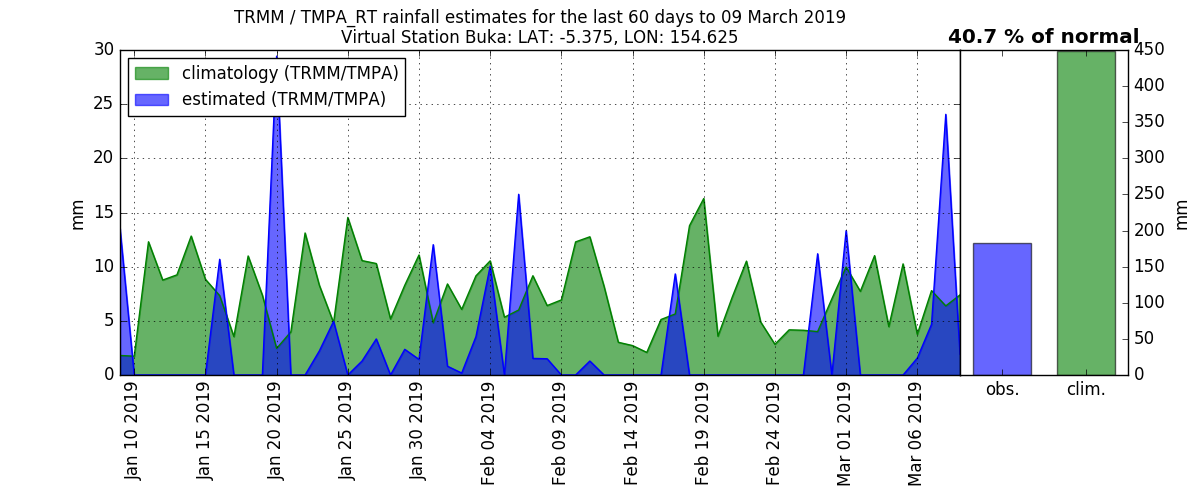 TRMM / TMPA_RT rainfall estimates for the last 60 days to 09 March 2019
Virtual Station Buka: LAT: -5.375, LON: 154.625
40.7 % of normal
climatology (TRMM/TMPA)
estimated (TRMM/TMPA)
30
25
20
15
10
5
0
mm
Jan 10 2019
Jan 15 2019
Jan 20 2019
Jan 25 2019
Jan 30 2019
Feb 04 2019
Feb 09 2019
Feb 14 2019
Feb 19 2019
Feb 24 2019
Mar 01 2019
Mar 06 2019
obs.
clim.
450
400
350
300
250
200
150
100
50
0
mm